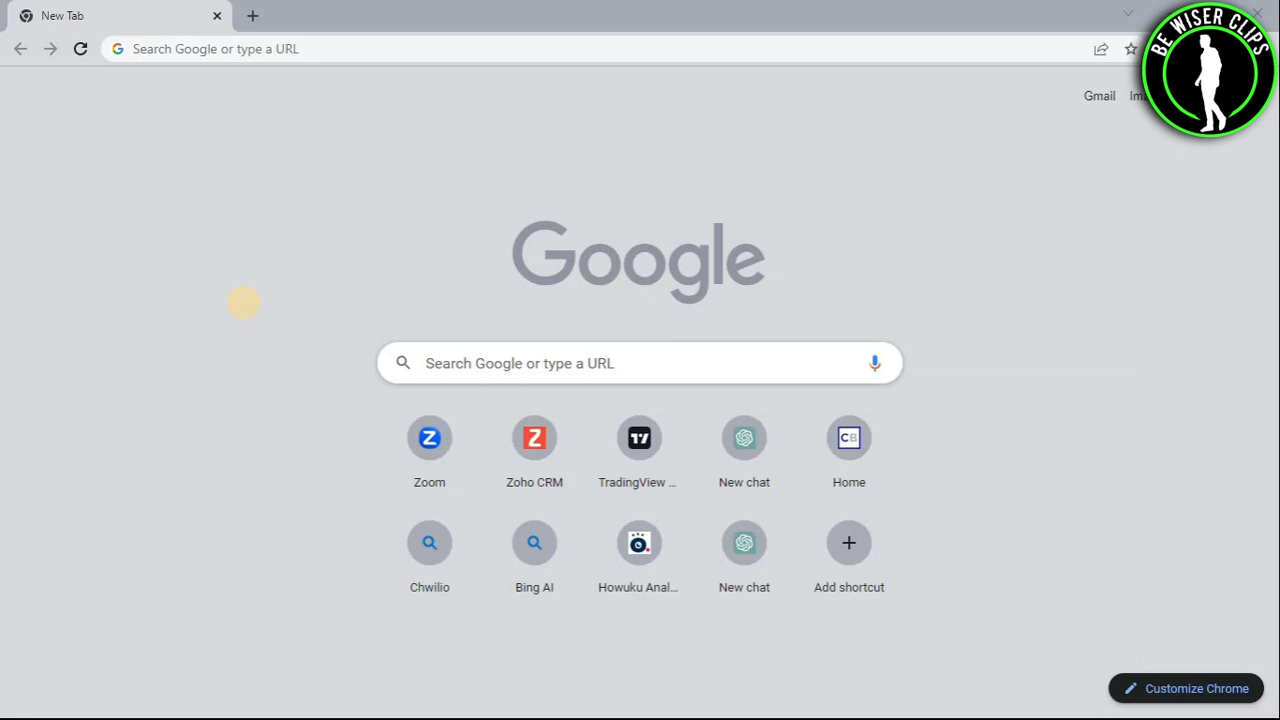 New Tab
Search Google or type a URL
BE WISER CLIPS
Gmail
Google
Search Google or type a URL
Zoom
Zoho CRM
TradingView ...
New chat
Home
Chwilio
Bing AI
Howuku Anal...
New chat
Add shortcut
Customize Chrome